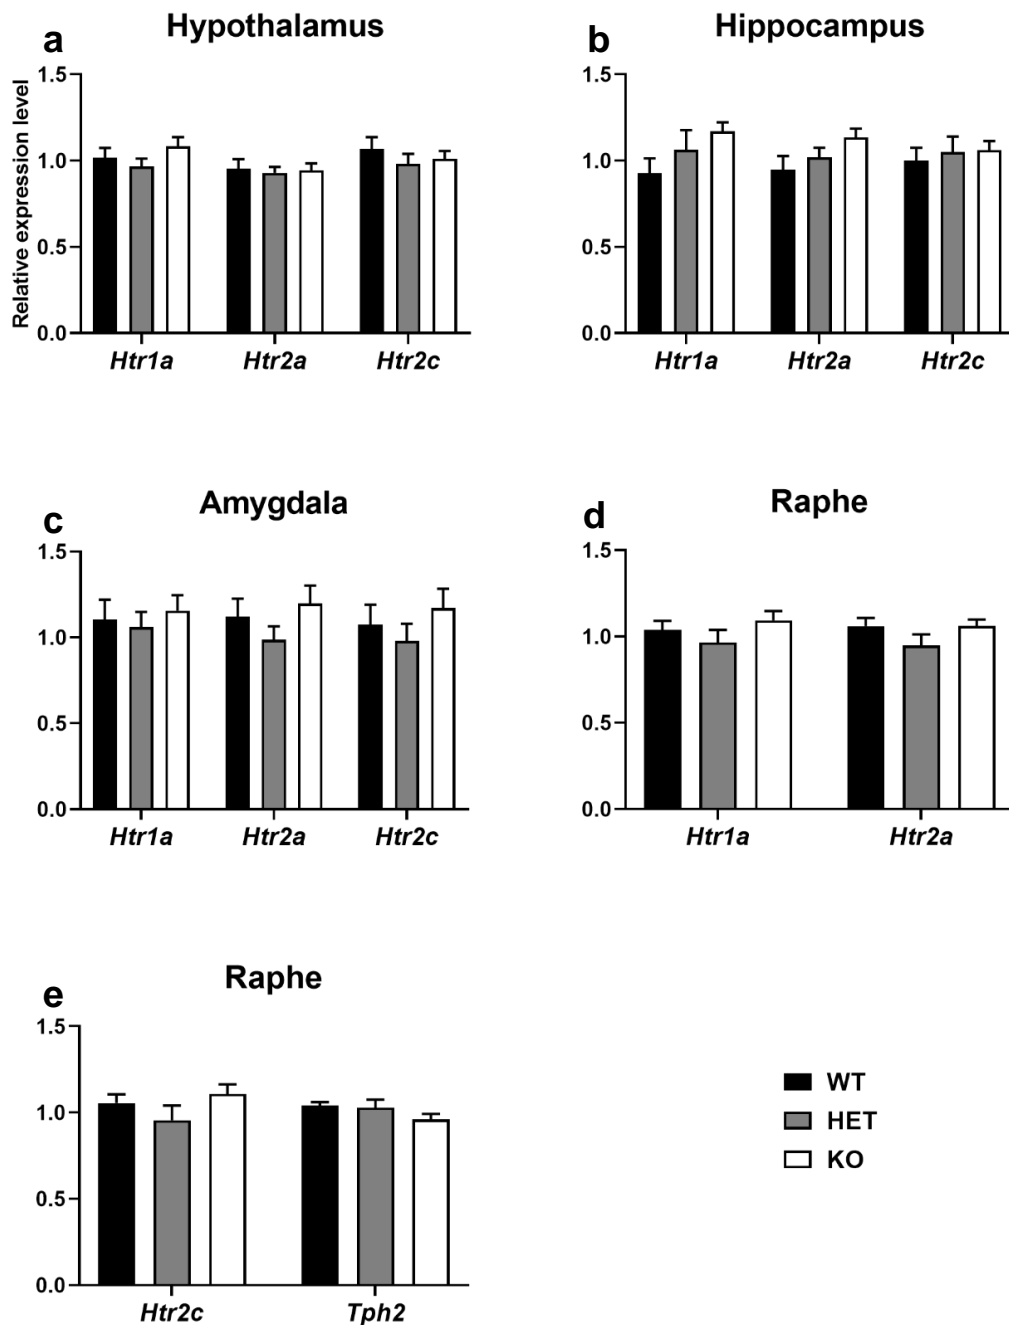 a
Hypothalamus
Relative expression level
1.5
1.0
0.5
0.0
Htr1a Htr2a Htr2c
b
Hippocampus
1.5
1.0
0.5
0.0
Htr1a Htr2a Htr2c
c
Amygdala
1.5
1.0
0.5
0.0
Htr1a Htr2a Htr2c
d
Raphe
1.5
1.0
0.5
0.0
Htr1a Htr2a
e
Raphe
1.5
1.0
0.5
0.0
Htr2c Tph2
WT
HET
KO